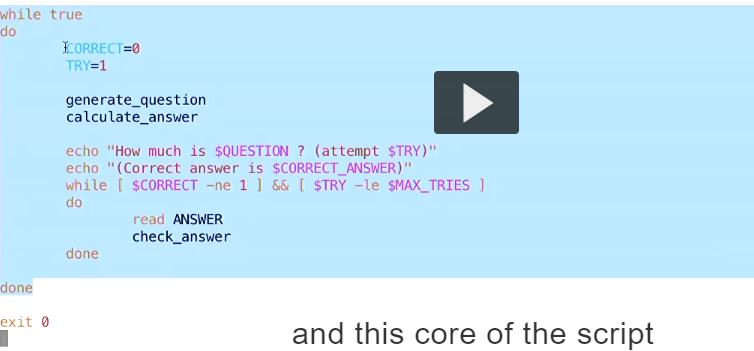 while true
do
CORRECT=0
TRY=1
generate_question
calculate_answer
echo "How much is $QUESTION ? (attempt $TRY)"
echo "(Correct answer is $CORRECT_ANSWER)"
while [ $CORRECT -ne 1 ] && [ $TRY -le $MAX_TRIES ]
do
read ANSWER
check_answer
done
done
exit 0
and this core of the script